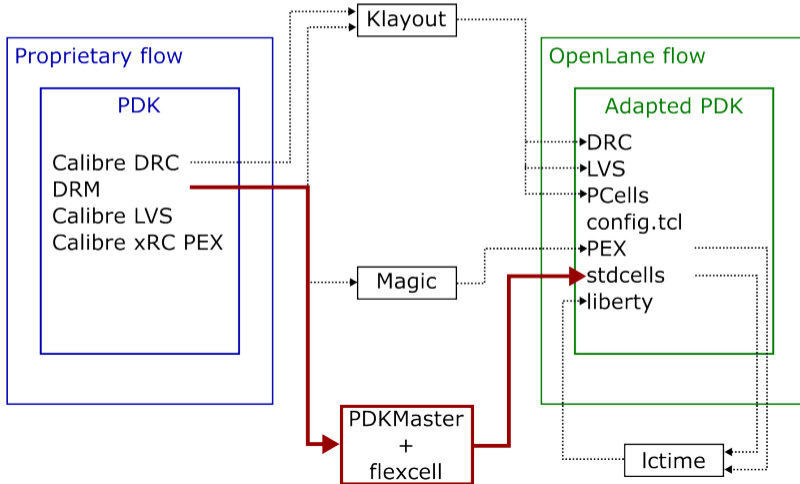 Klayout
Proprietary flow
PDK
Calibre DRC
DRM
Calibre LVS
Calibre xRC PEX
OpenLane flow
Adapted PDK
DRC
LVS
PCells
config.tcl
PEX
stdcells
liberty
Magic
PDKMaster
+
flexcell
lctime